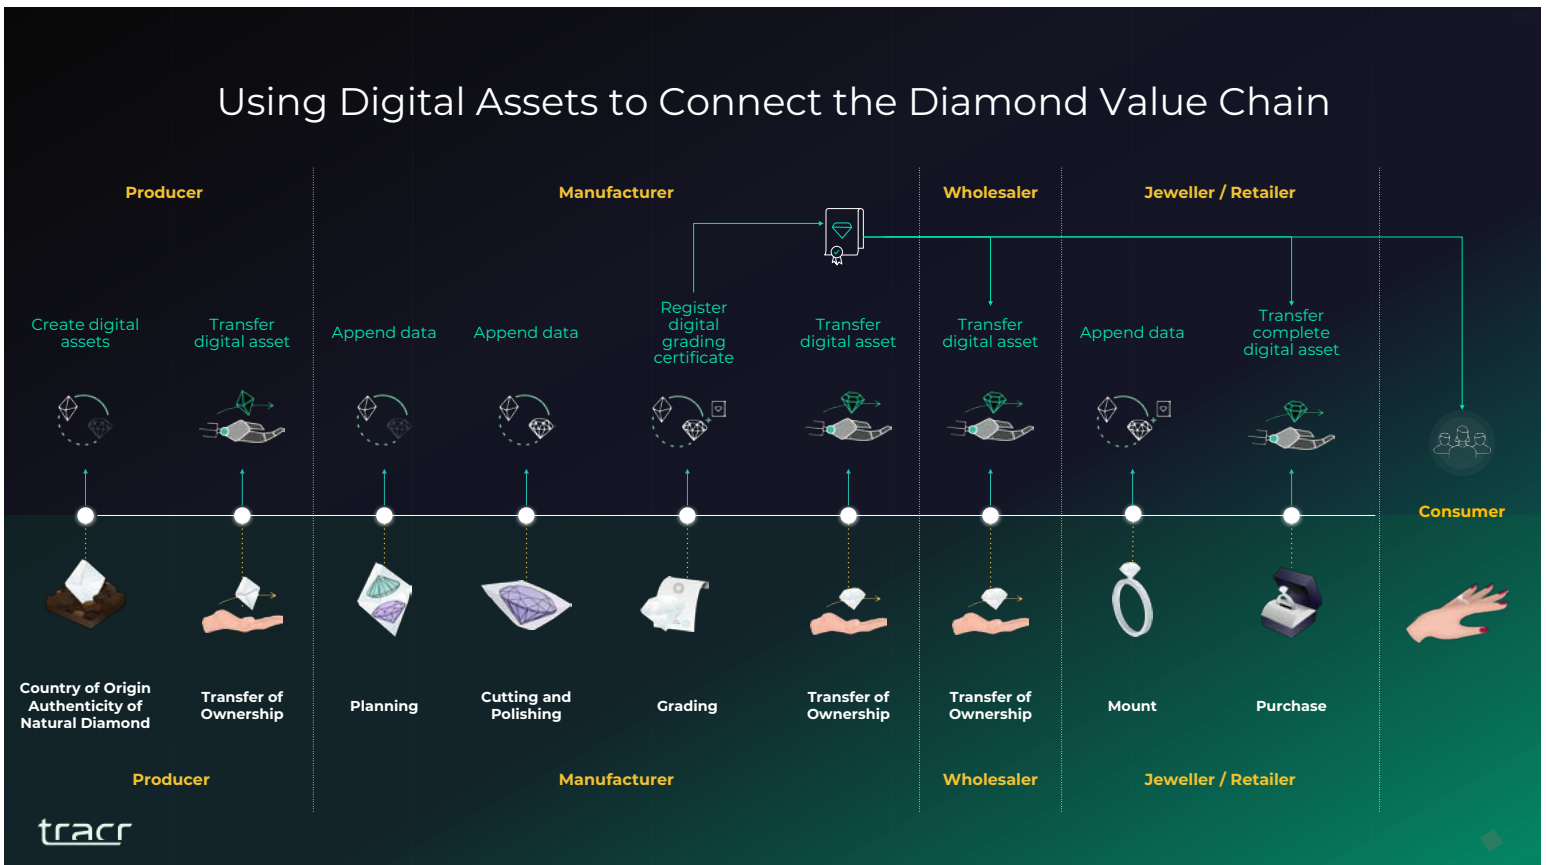 Using Digital Assets to Connect the Diamond Value Chain
Producer
Manufacturer
Wholesaler
Jeweller / Retailer
Create digital
assets
Transfer
digital asset
Append data
Append data
Register
digital
grading
certificate
Transfer
digital asset
Transfer
digital asset
Append data
Transfer
complete
digital asset
Consumer
Country of Origin
Authenticity of
Natural Diamond
Transfer of
Ownership
Planning
Cutting and
Polishing
Grading
Transfer of
Ownership
Transfer of
Ownership
Mount
Purchase
Producer
Manufacturer
Wholesaler
Jeweller / Retailer
tracr